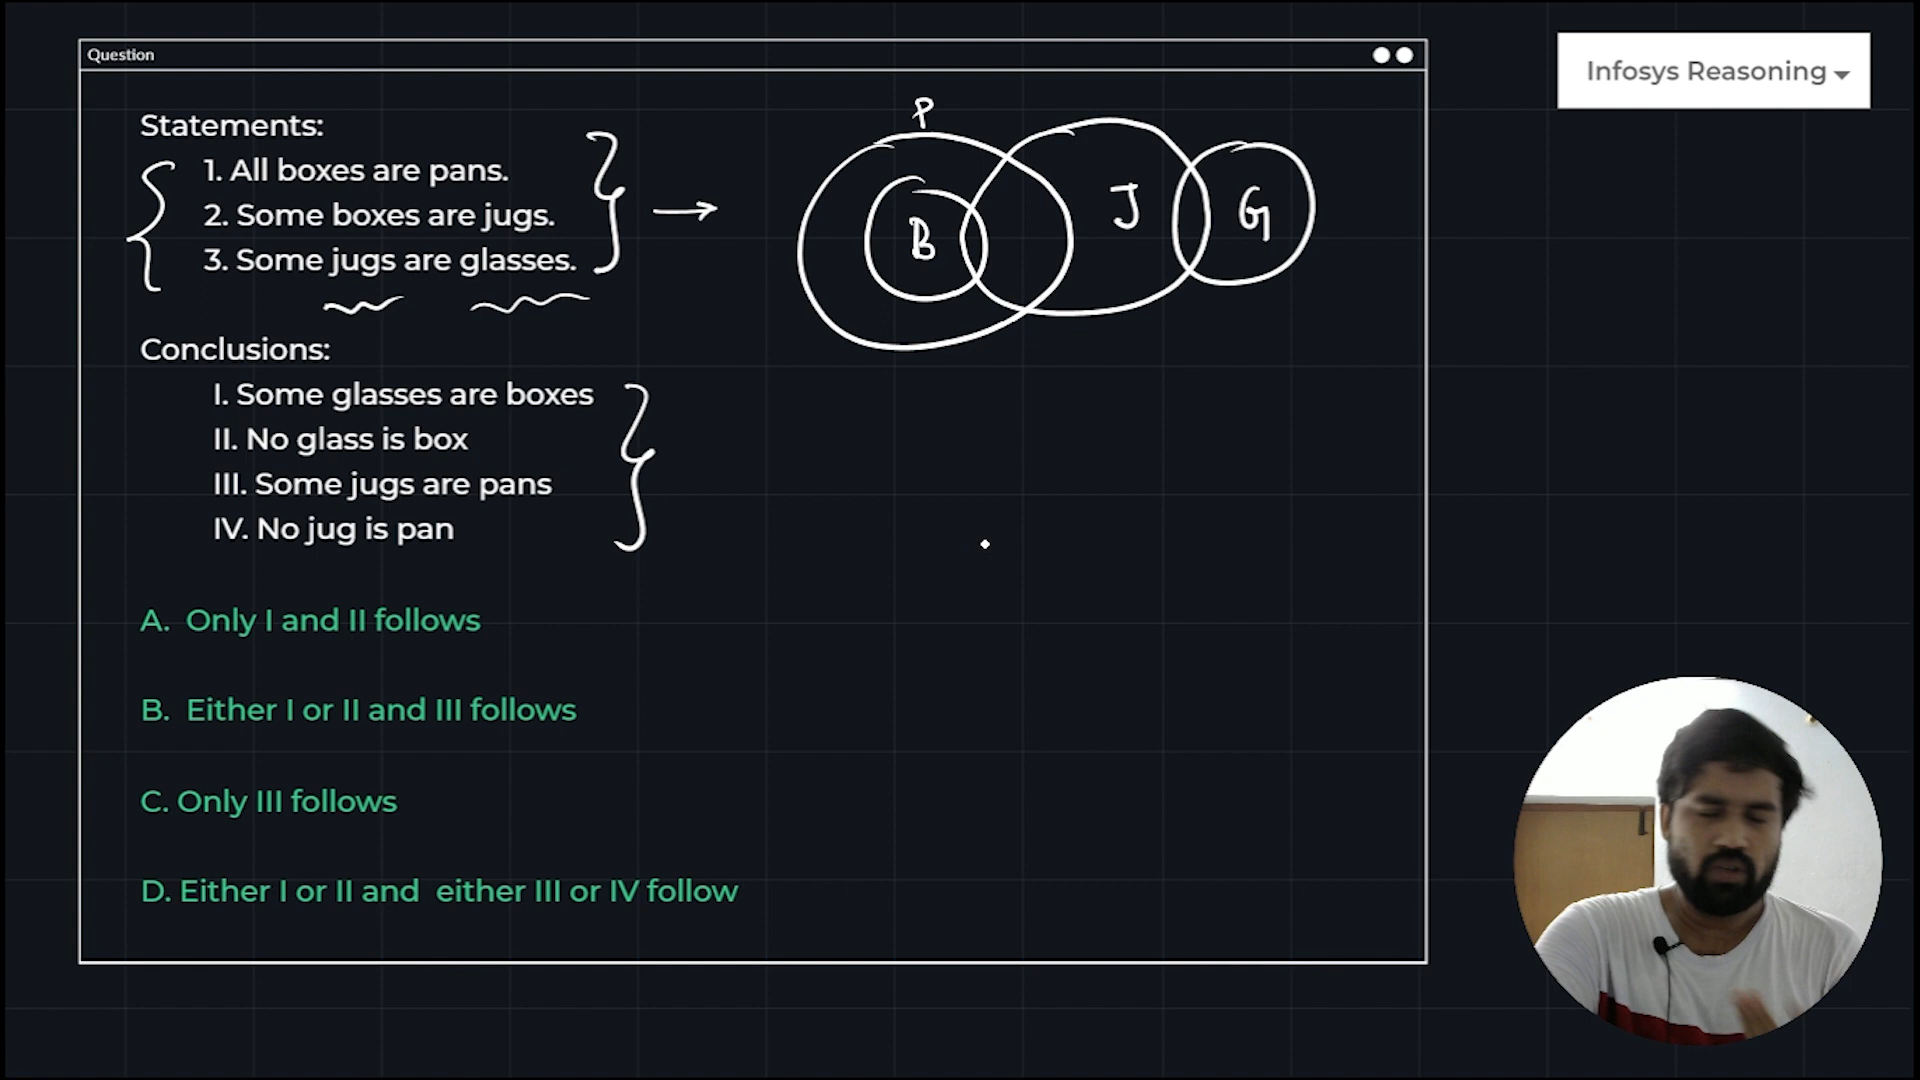 Question
Infosys Reasoning
Statements:
1. All boxes are pans.
2. Some boxes are jugs.
3. Some jugs are glasses.
P
B
J
G
Conclusions:
I. Some glasses are boxes
II. No glass is box
III. Some jugs are pans
IV. No jug is pan
A. Only I and II follows
B. Either I or II and III follows
C. Only III follows
D. Either I or II and either III or IV follow